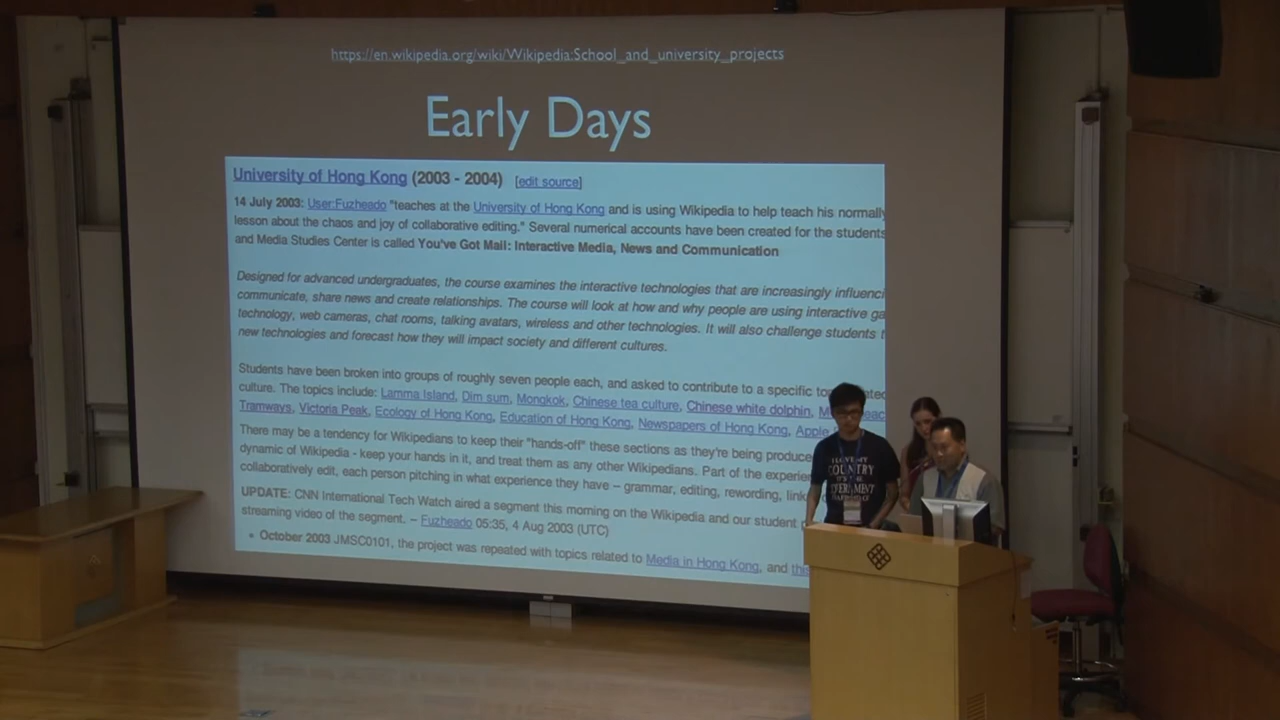 https://en.wikipedia.org/wiki/Wikipedia:School_and_university_projects
Early Days
University of Hong Kong (2003 - 2004) [edit source]
14 July 2003: User:Fuzheado "teaches at the University of Hong Kong and is using Wikipedia to help teach his normally
lesson about the chaos and joy of collaborative editing." Several numerical accounts have been created for the students
and Media Studies Center is called You've Got Mail: Interactive Media, News and Communication
Designed for advanced undergraduates, the course examines the interactive technologies that are increasingly influenci
communicate, share news and create relationships. The course will look at how and why people are using interactive ga
technology, web cameras, chat rooms, talking avatars, wireless and other technologies. It will also challenge students t
new technologies and forecast how they will impact society and different cultures.
Students have been broken into groups of roughly seven people each, and asked to contribute to a specific
culture. The topics include: Lamma Island, Dim sum, Mongkok, Chinese tea culture, Chinese white dolphin,
Tramways, Victoria Peak, Ecology of Hong Kong, Education of Hong Kong, Newspapers of Hong Kong, Apple
There may be a tendency for Wikipedians to keep their "hands-off" these sections as they're being produce
dynamic of Wikipedia - keep your hands in it, and treat them as any other Wikipedians. Part of the experien
collaboratively edit, each person pitching in what experience they have – grammar, editing, rewording, link
UPDATE: CNN International Tech Watch aired a segment this morning on the Wikipedia and our student p
streaming video of the segment. – Fuzheado 05:35, 4 Aug 2003 (UTC)
• October 2003 JMSC0101, the project was repeated with topics related to Media in Hong Kong, and this
I LOVE MY
COUNTRY